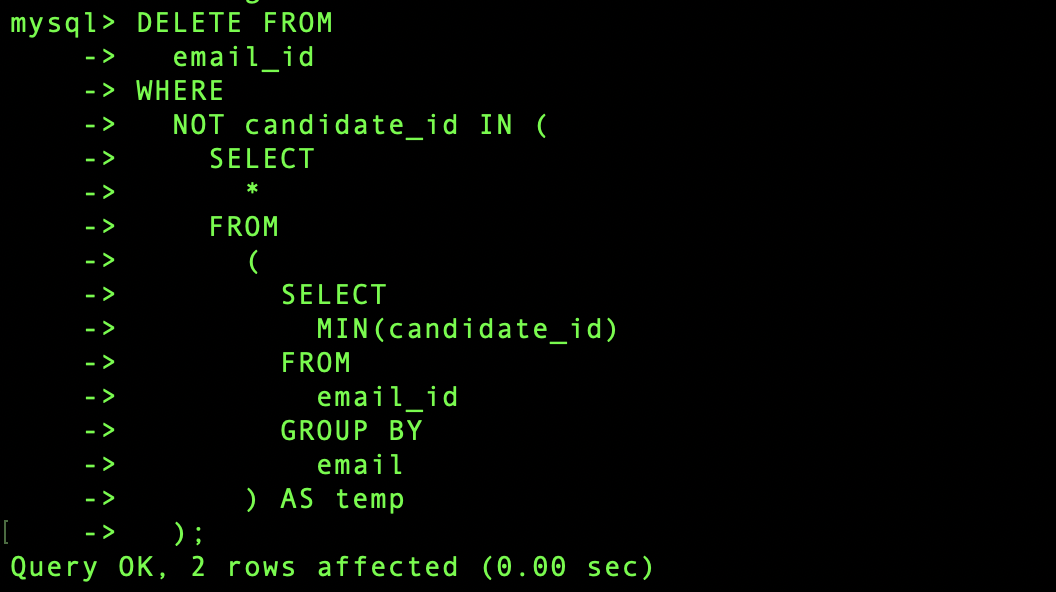 mysql> DELETE FROM
    ->   email_id
    -> WHERE
    ->   NOT candidate_id IN (
    ->     SELECT
    ->       *
    ->     FROM
    ->       (
    ->         SELECT
    ->           MIN(candidate_id)
    ->         FROM
    ->           email_id
    ->         GROUP BY
    ->           email
    ->       ) AS temp
[    ->   );
Query OK, 2 rows affected (0.00 sec)